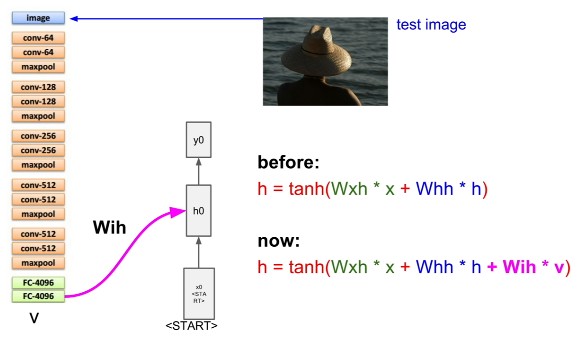 image
test image
conv-64
conv-64
maxpool
conv-128
conv-128
maxpool
conv-256
conv-256
maxpool
conv-512
conv-512
maxpool
conv-512
conv-512
maxpool
FC-4096
FC-4096
v
Wih
y0
h0
x0
<STA
RT>
<START>
before:
h = tanh(Wxh * x + Whh * h)
now:
h = tanh(Wxh * x + Whh * h + Wih * v)